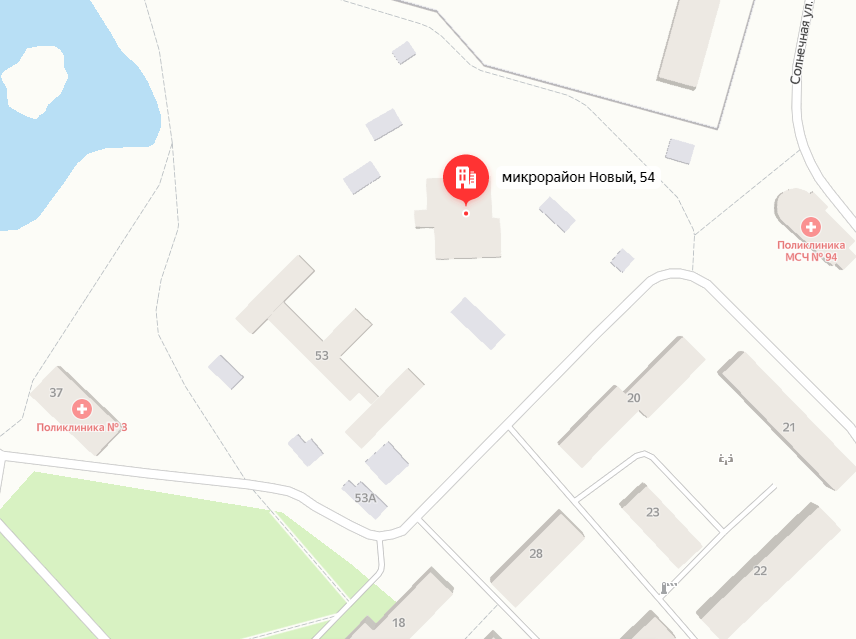 Солнечная ул.
микрорайон Новый, 54
Поликлиника
МСЧ № 94
53
37
Поликлиника № 3
20
21
53А
23
28
22
18